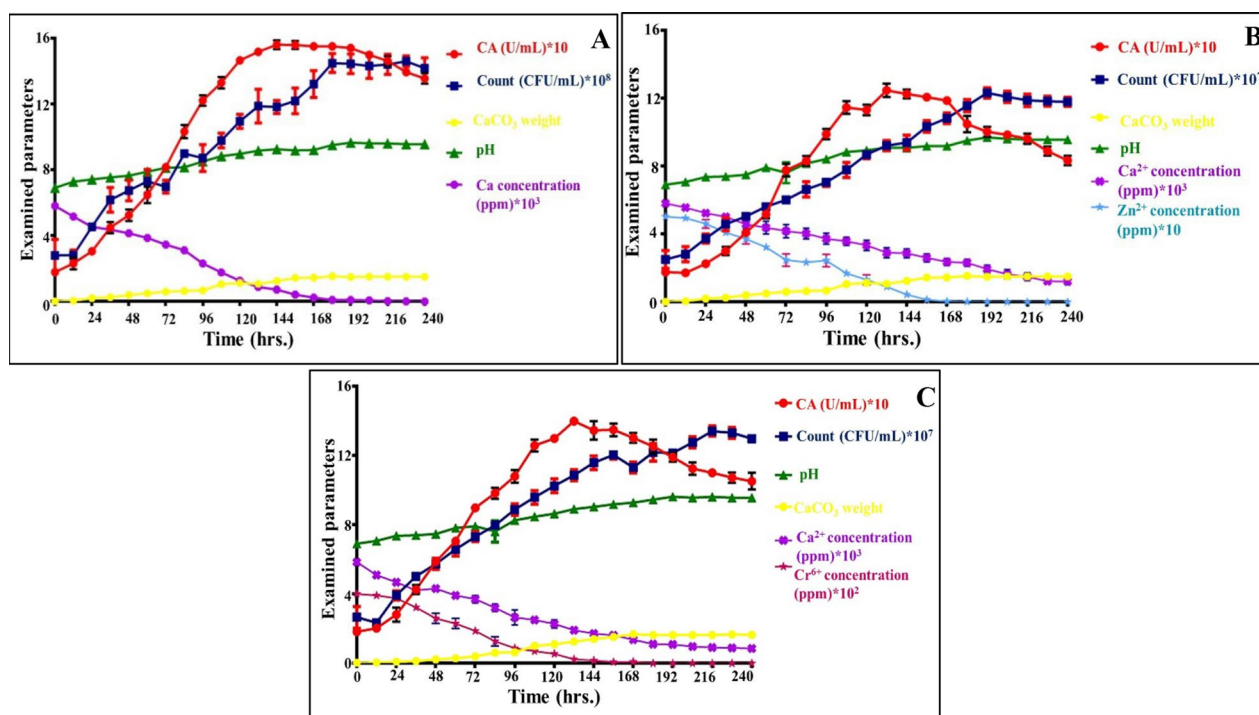 A
16
12
8
4
0
Examined parameters
0 24 48 72 96 120 144 168 192 216 240
Time (hrs.)
CA (U/mL)*10
Count (CFU/mL)*10⁸
CaCO₃ weight
pH
Ca concentration
(ppm)*10³
B
16
12
8
4
0
Examined parameters
0 24 48 72 96 120 144 168 192 216 240
Time (hrs.)
CA (U/mL)*10
Count (CFU/mL)*10⁷
CaCO₃ weight
pH
Ca²⁺ concentration
(ppm)*10³
Zn²⁺ concentration
(ppm)*10
C
16
12
8
4
0
Examined parameters
0 24 48 72 96 120 136 168 192 216 240
Time (hrs.)
CA (U/mL)*10
Count (CFU/mL)*10⁷
pH
CaCO₃ weight
Ca²⁺ concentration
(ppm)*10³
Cr⁶⁺ concentration
(ppm)*10²